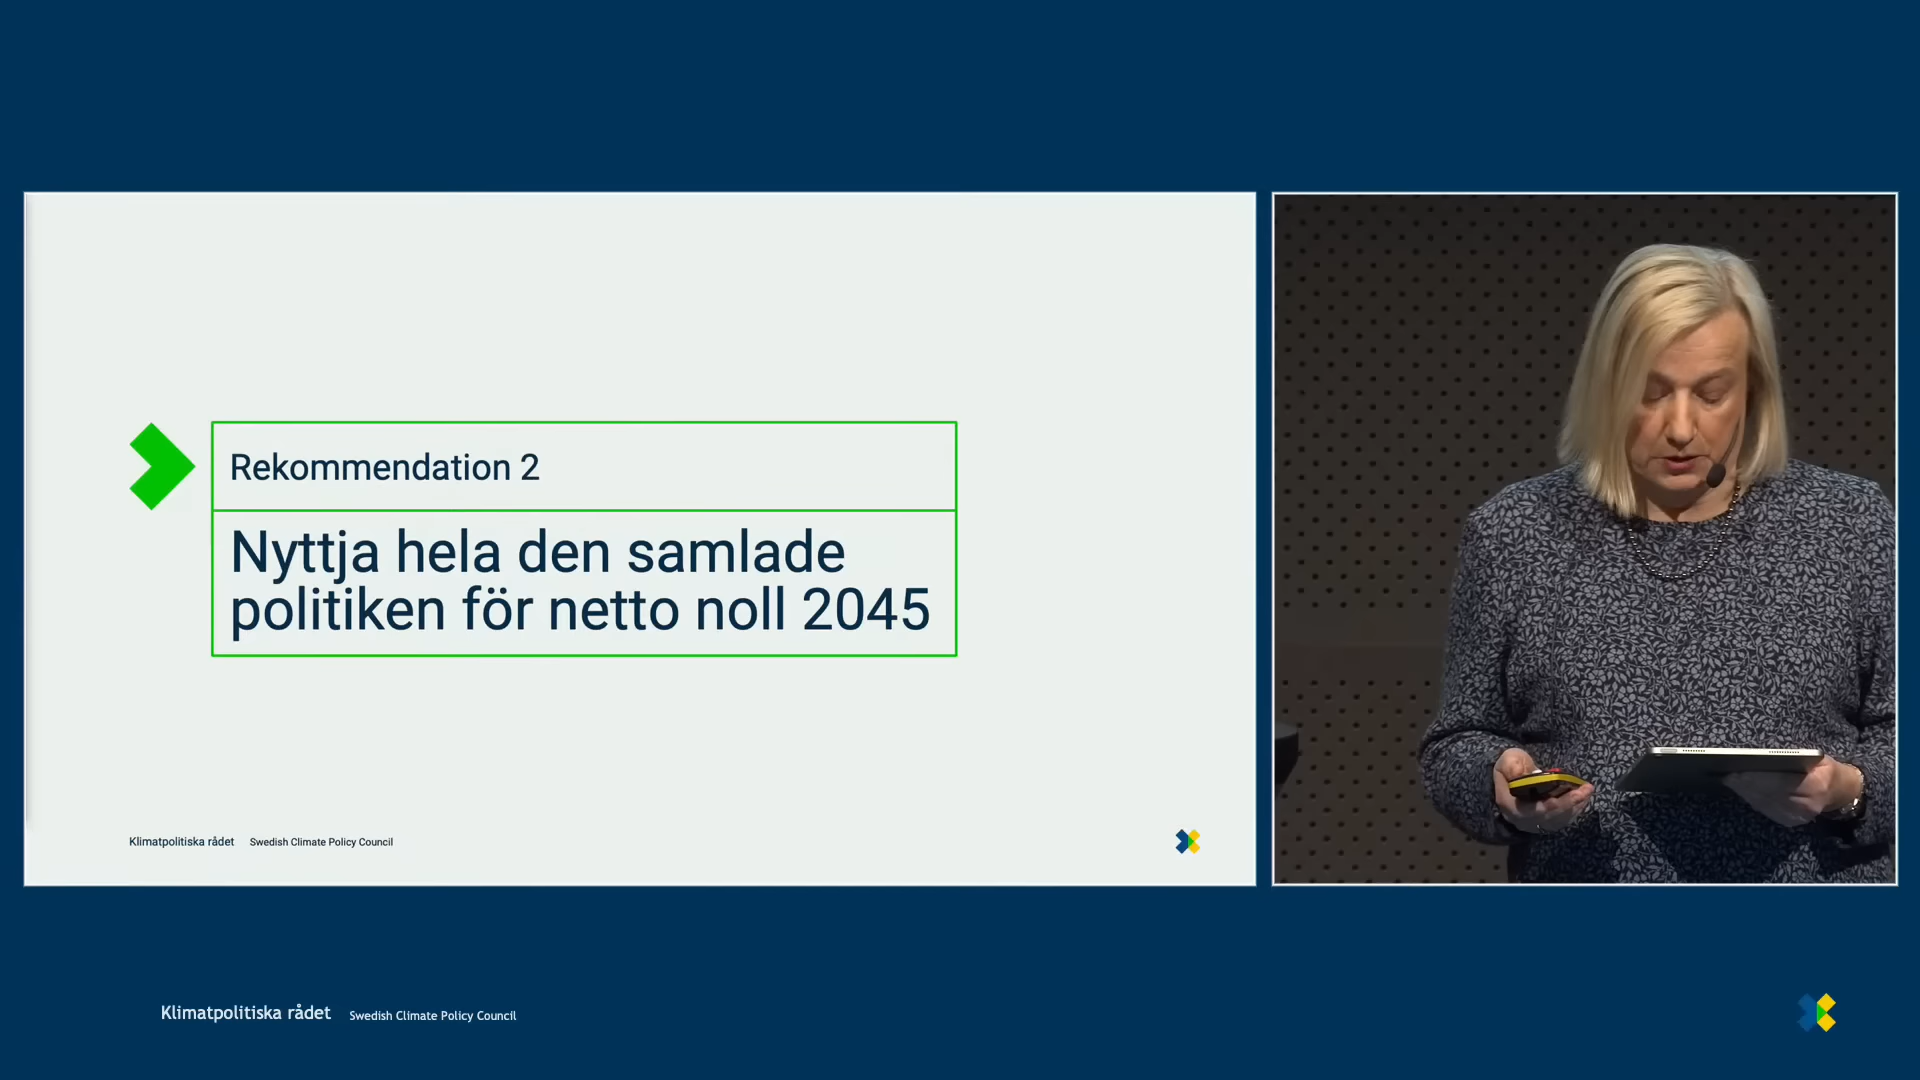 Rekommendation 2
Nyttja hela den samlade
politiken för netto noll 2045
Klimatpolitiska rådet Swedish Climate Policy Council
Klimatpolitiska rådet Swedish Climate Policy Council